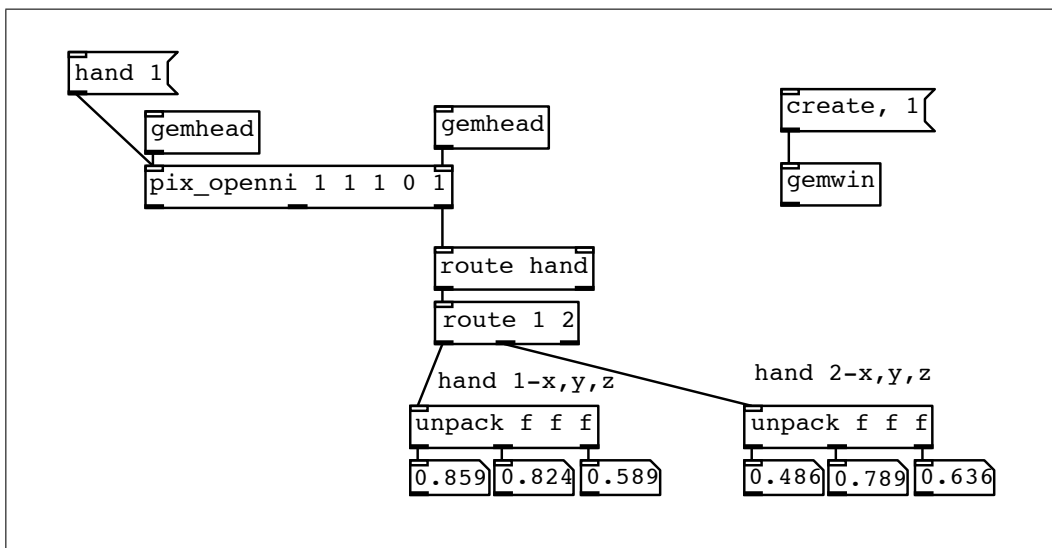 hand 1
gemhead
gemhead
create, 1
pix_openni 1 1 1 0 1
gemwin
route hand
route 1 2
hand 1-x,y,z
hand 2-x,y,z
unpack f f f
unpack f f f
0.859
0.824
0.589
0.486
0.789
0.636